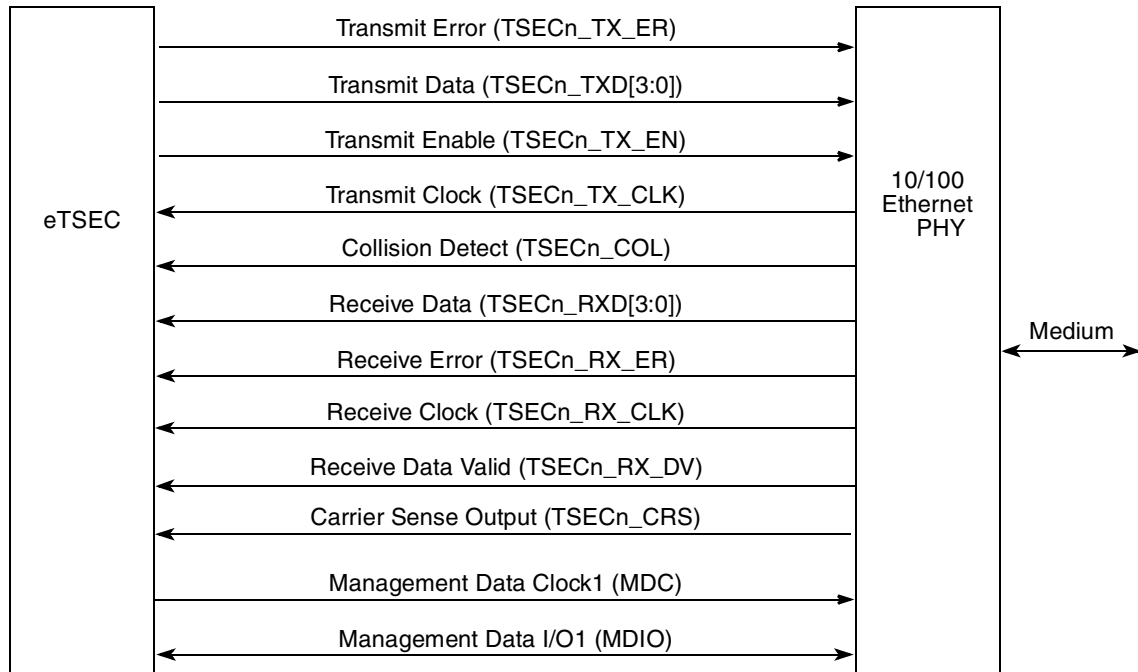 Transmit Error (TSECn_TX_ER)
Transmit Data (TSECn_TXD[3:0])
Transmit Enable (TSECn_TX_EN)
Transmit Clock (TSECn_TX_CLK)
Collision Detect (TSECn_COL)
Receive Data (TSECn_RXD[3:0])
Receive Error (TSECn_RX_ER)
Receive Clock (TSECn_RX_CLK)
Receive Data Valid (TSECn_RX_DV)
Carrier Sense Output (TSECn_CRS)
Management Data Clock1 (MDC)
Management Data I/O1 (MDIO)
eTSEC
10/100
Ethernet
PHY
Medium